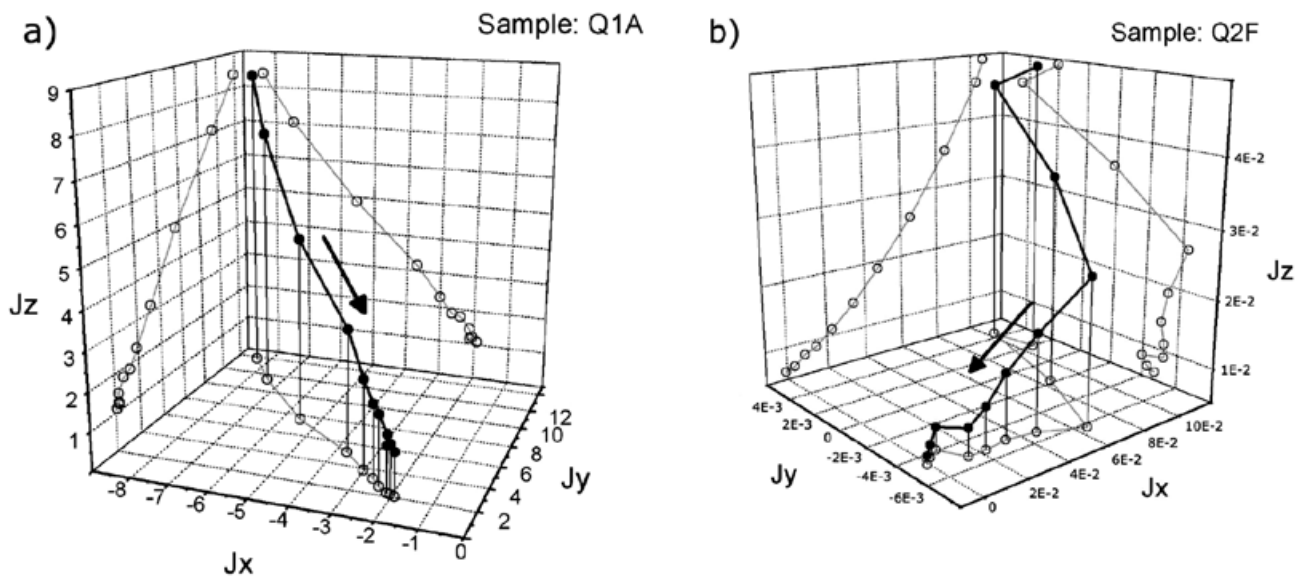 a)
Sample: Q1A
9
8
7
6
5
4
3
2
1
Jz
-8
-7
-6
-5
-4
-3
-2
-1
0
Jx
2
4
6
8
10
12
Jy
b)
Sample: Q2F
4E-2
3E-2
2E-2
1E-2
Jz
4E-3
2E-3
0
-2E-3
-4E-3
-6E-3
Jy
0
2E-2
4E-2
6E-2
8E-2
10E-2
Jx